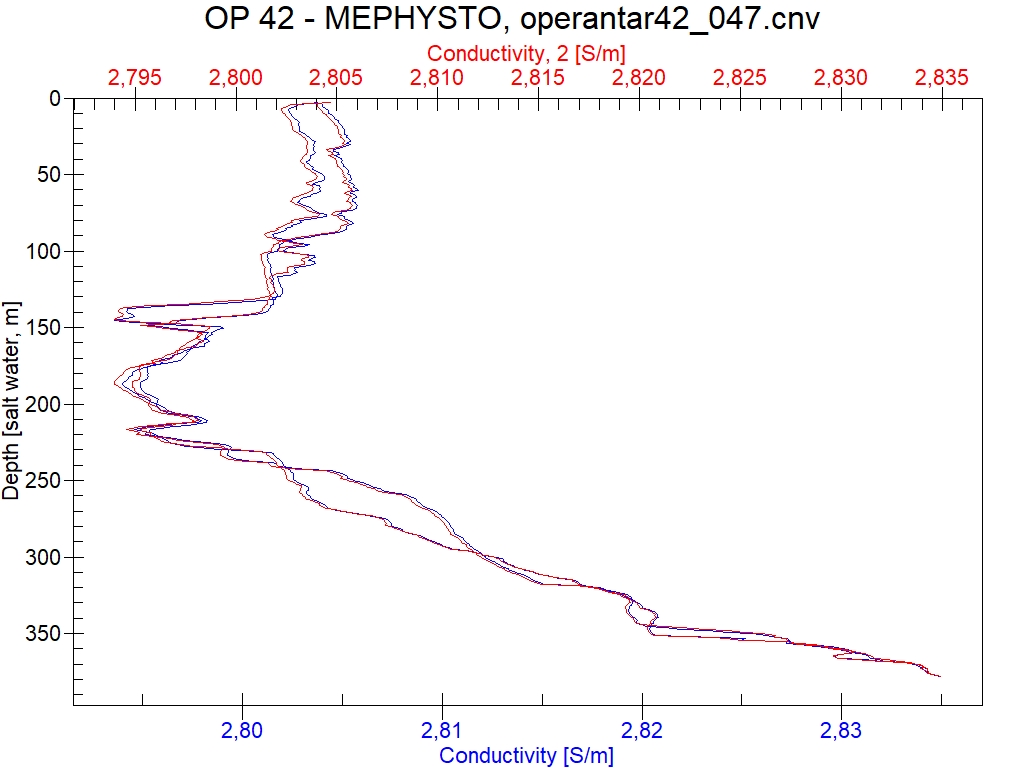 OP 42 - MEPHYSTO, operantar42_047.cnv
Conductivity, 2 [S/m]
2,795 2,800 2,805 2,810 2,815 2,820 2,825 2,830 2,835
0
50
100
150
200
250
300
350
Depth [salt water, m]
2,80 2,81 2,82 2,83
Conductivity [S/m]